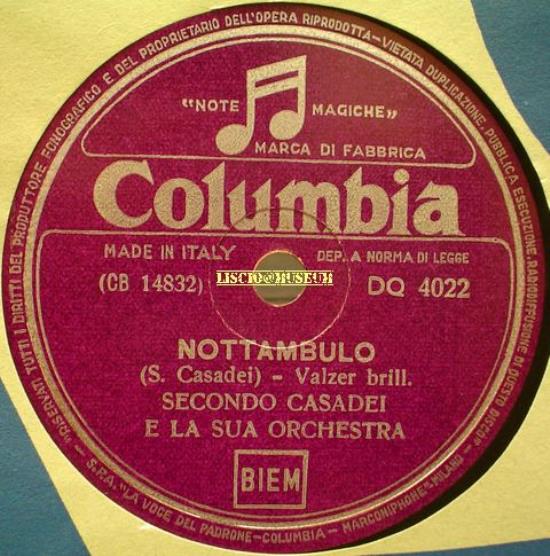 "RISERVATI TUTTI I DIRITTI DEL PRODUTTORE FONOGRAFICO E DEL PROPRIETARIO DELL'OPERA RIPRODOTTA-VIETATA DUPLICAZIONE, PUBBLICA ESECUZIONE, RADIODIFFUSIONE DI QUESTO DISCO"
"NOTE MAGICHE"
MARCA DI FABBRICA
Columbia
MADE IN ITALY DEP. A NORMA DI LEGGE
(CB 14832) LISCIO@MUSEUM DQ 4022
NOTTAMBULO
(S. Casadei) - Valzer brill.
SECONDO CASADEI
E LA SUA ORCHESTRA
BIEM
- S.P.A. "LA VOCE DEL PADRONE-COLUMBIA-MARCONIPHONE" MILANO -